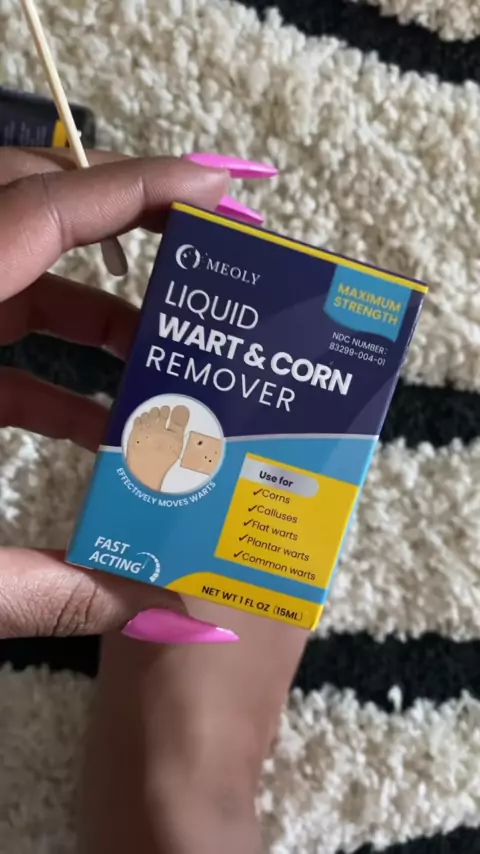 MEOLY
MAXIMUM
STRENGTH
LIQUID
WART & CORN
REMOVER
NDC NUMBER:
83299-004-01
EFFECTIVELY MOVES WARTS
Use for
✓Corns
✓Calluses
✓Flat warts
✓Plantar warts
✓Common warts
FAST
ACTING
NET WT 1 FL OZ (15ML)